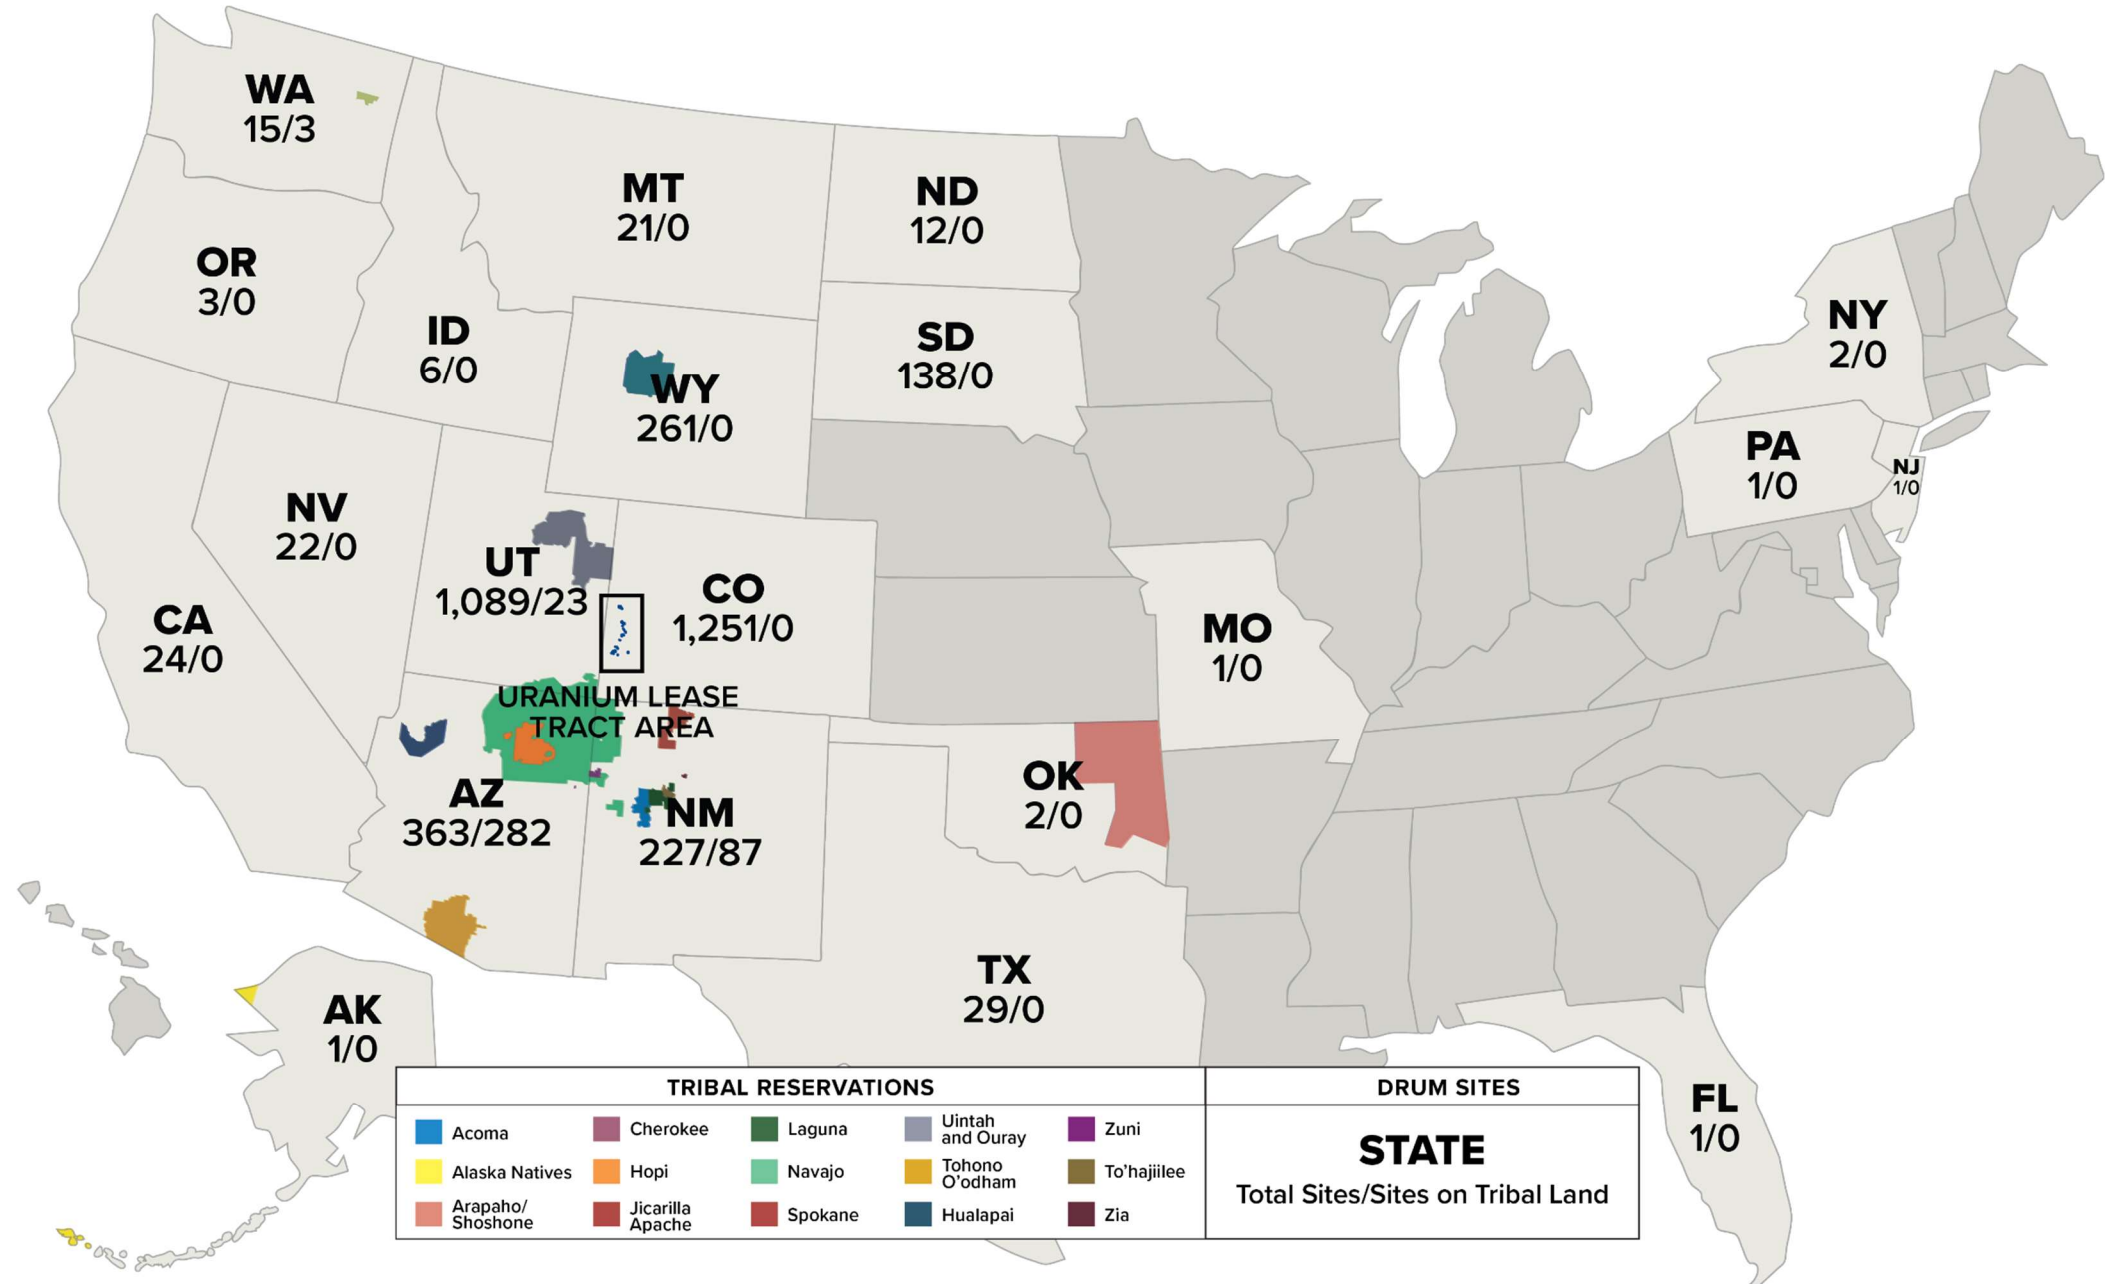 WA
15/3
MT
21/0
ND
12/0
OR
3/0
ID
6/0
SD
138/0
WY
261/0
NY
2/0
PA
1/0
NJ
1/0
NV
22/0
UT
1,089/23
CO
1,251/0
CA
24/0
MO
1/0
URANIUM LEASE
TRACT AREA
AZ
363/282
NM
227/87
OK
2/0
TX
29/0
AK
1/0
FL
1/0
TRIBAL RESERVATIONS
Acoma
Cherokee
Laguna
Uintah
and Ouray
Zuni
Alaska Natives
Hopi
Navajo
Tohono
O'odham
To'hajiilee
Arapaho/
Shoshone
Jicarilla
Apache
Spokane
Hualapai
Zia
DRUM SITES
STATE
Total Sites/Sites on Tribal Land